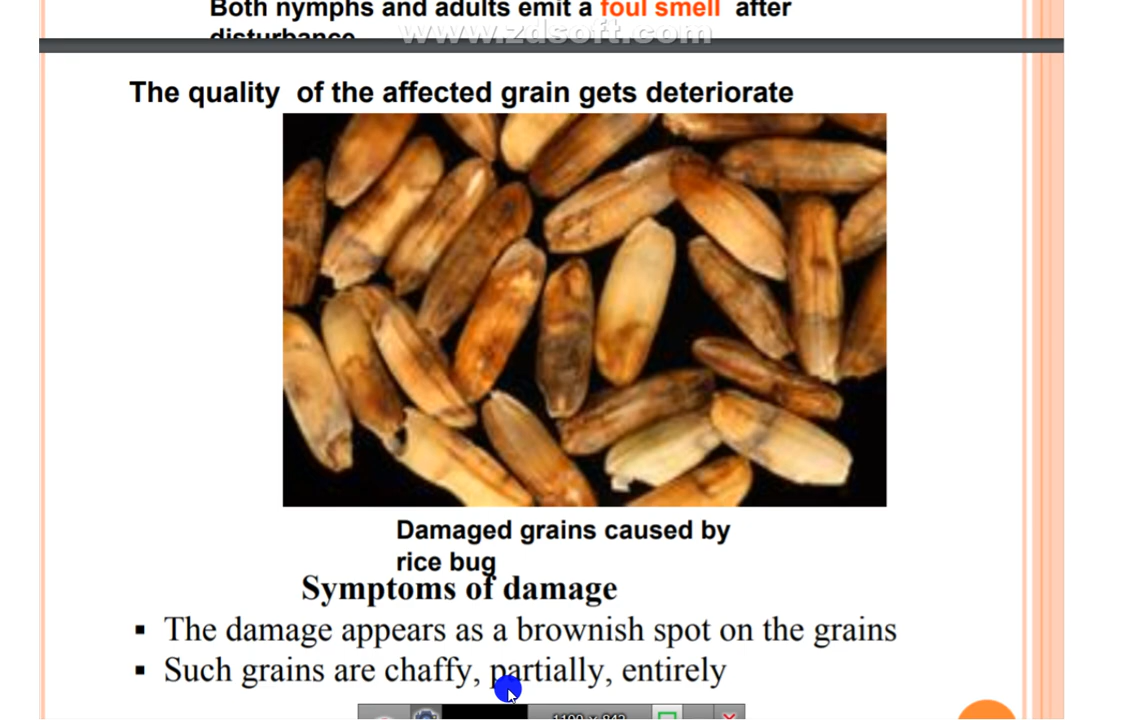 Both nymphs and adults emit a foul smell after
disturbance
www.zdsoft.com
The quality of the affected grain gets deteriorate
Damaged grains caused by
rice bug
Symptoms of damage
▪ The damage appears as a brownish spot on the grains
▪ Such grains are chaffy, partially, entirely